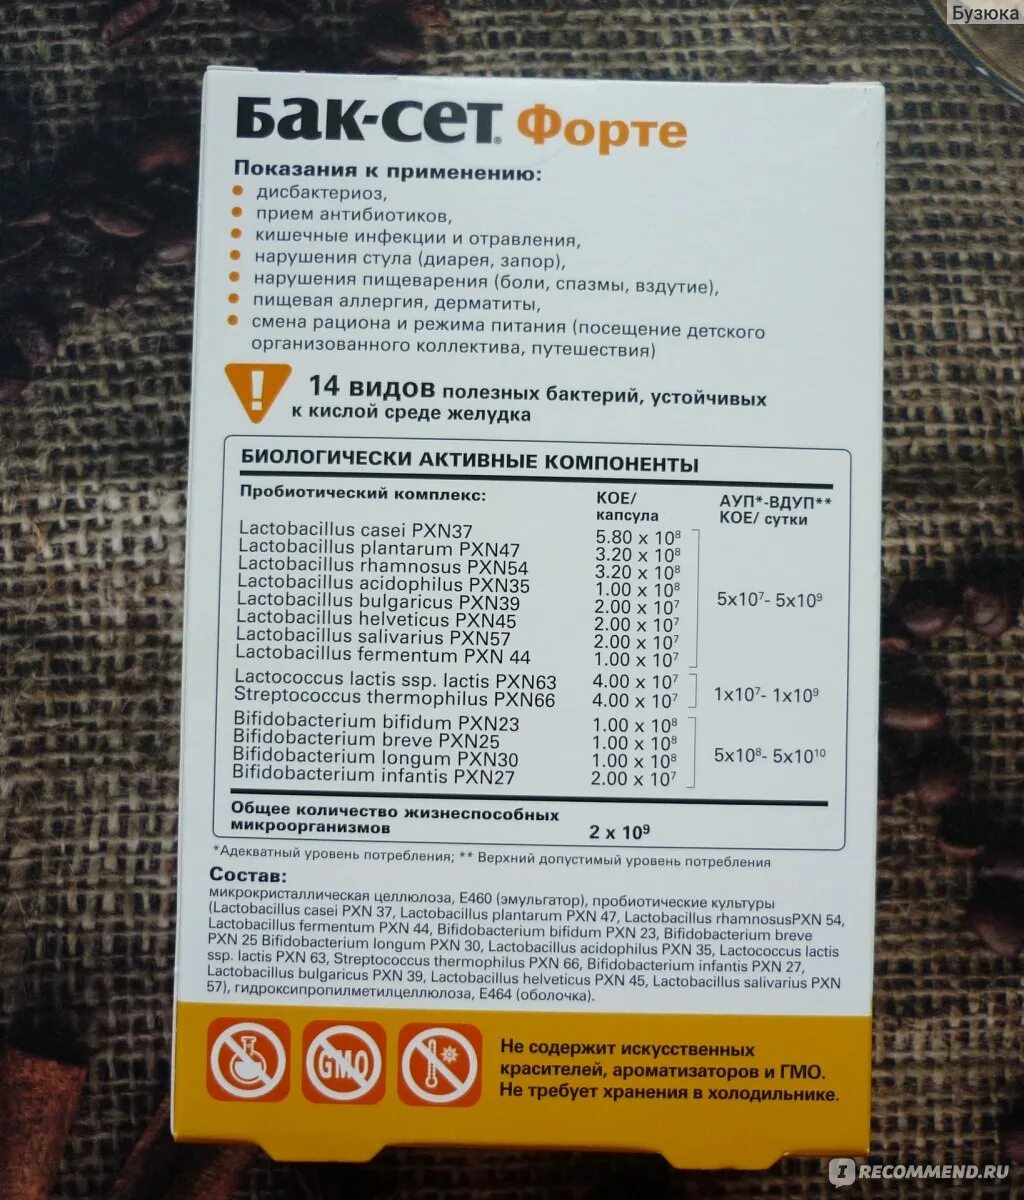 Бузюка
Бак-сет® Форте
Показания к применению:
• дисбактериоз,
• прием антибиотиков,
• кишечные инфекции и отравления,
• нарушения стула (диарея, запор),
• нарушения пищеварения (боли, спазмы, вздутие),
• пищевая аллергия, дерматиты,
• смена рациона и режима питания (посещение детского
организованного коллектива, путешествия)
! 14 видов полезных бактерий, устойчивых
к кислой среде желудка
БИОЛОГИЧЕСКИ АКТИВНЫЕ КОМПОНЕНТЫ
Пробиотический комплекс: КОЕ/ капсула АУП*-ВДУП** КОЕ/ сутки
Lactobacillus casei PXN37 5.80 x 10⁸
Lactobacillus plantarum PXN47 3.20 x 10⁸
Lactobacillus rhamnosus PXN54 3.20 x 10⁸
Lactobacillus acidophilus PXN35 1.00 x 10⁸
Lactobacillus bulgaricus PXN39 2.00 x 10⁷ 5x10⁷- 5x10⁹
Lactobacillus helveticus PXN45 2.00 x 10⁷
Lactobacillus salivarius PXN57 2.00 x 10⁷
Lactobacillus fermentum PXN 44 1.00 x 10⁷
Lactococcus lactis ssp. lactis PXN63 4.00 x 10⁷
Streptococcus thermophilus PXN66 4.00 x 10⁷ 1x10⁷- 1x10⁹
Bifidobacterium bifidum PXN23 1.00 x 10⁸
Bifidobacterium breve PXN25 1.00 x 10⁸
Bifidobacterium longum PXN30 1.00 x 10⁸ 5x10⁸- 5x10¹⁰
Bifidobacterium infantis PXN27 2.00 x 10⁷
Общее количество жизнеспособных
микроорганизмов 2 x 10⁹
*Адекватный уровень потребления; ** Верхний допустимый уровень потребления
Состав:
микрокристаллическая целлюлоза, E460 (эмульгатор), пробиотические культуры
(Lactobacillus casei PXN 37, Lactobacillus plantarum PXN 47, Lactobacillus rhamnosusPXN 54,
Lactobacillus fermentum PXN 44, Bifidobacterium bifidum PXN 23, Bifidobacterium breve
PXN 25 Bifidobacterium longum PXN 30, Lactobacillus acidophilus PXN 35, Lactococcus lactis
ssp. lactis PXN 63, Streptococcus thermophilus PXN 66, Bifidobacterium infantis PXN 27,
Lactobacillus bulgaricus PXN 39, Lactobacillus helveticus PXN 45, Lactobacillus salivarius PXN
57), гидроксипропилметилцеллюлоза, E464 (оболочка).
GMO
Не содержит искусственных
красителей, ароматизаторов и ГМО.
Не требует хранения в холодильнике.
I RECOMMEND.RU